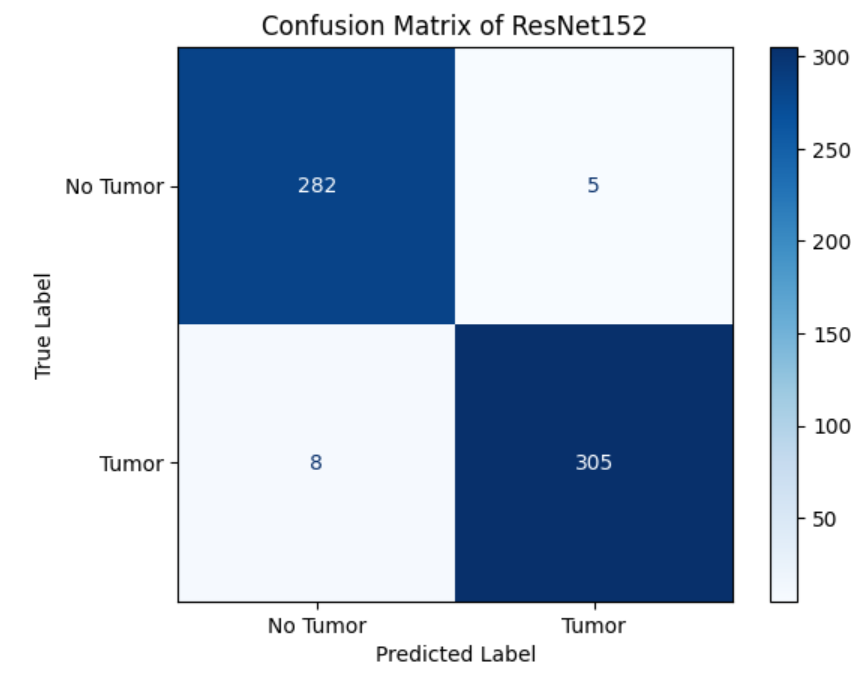 Confusion Matrix of ResNet152
True Label
No Tumor
282
5
Tumor
8
305
No Tumor
Tumor
Predicted Label
300
250
200
150
100
50